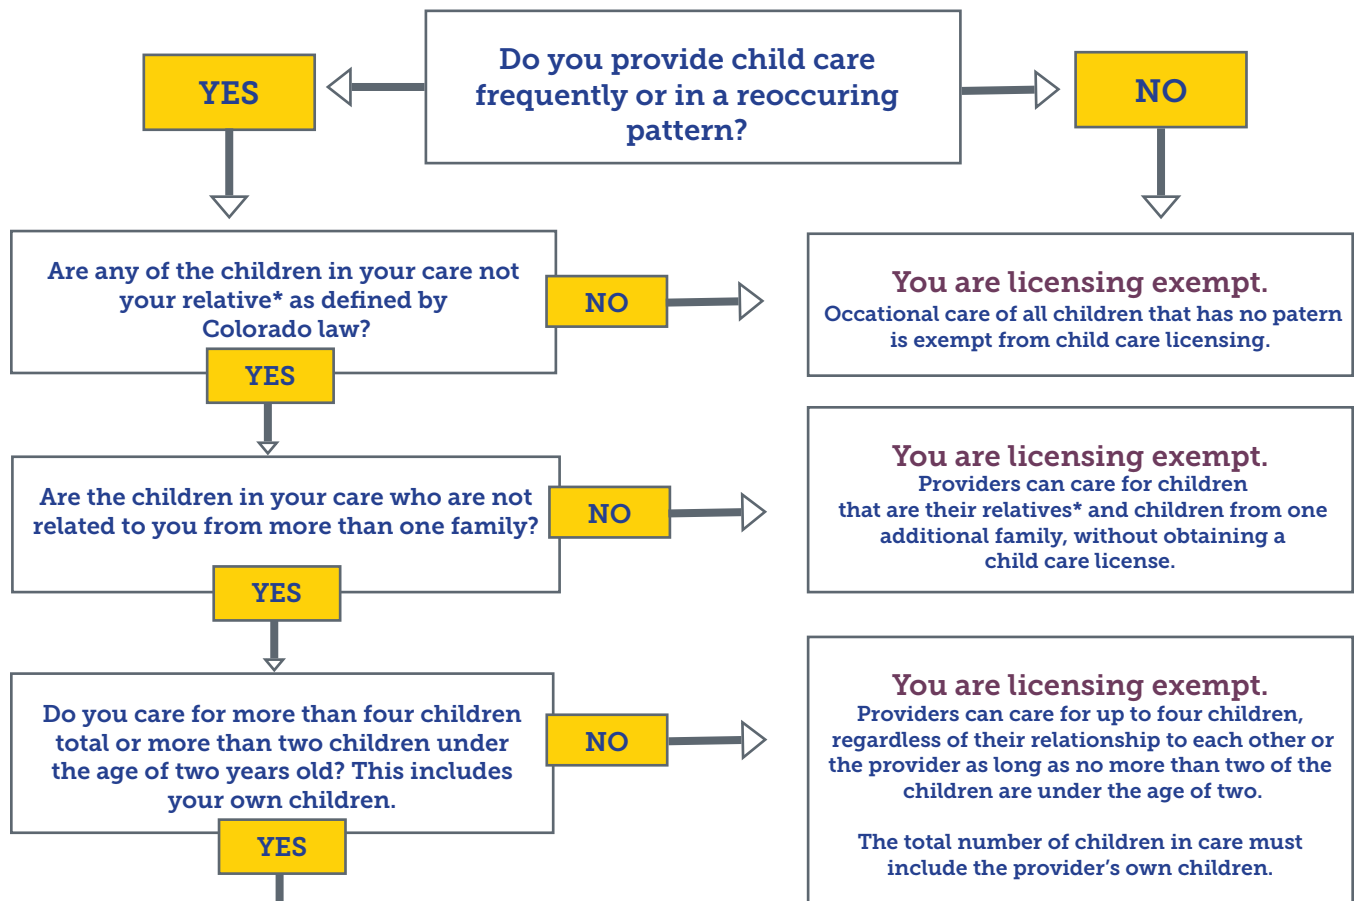 Do you provide child care
frequently or in a reoccuring
pattern?
YES
NO
Are any of the children in your care not
your relative* as defined by
Colorado law?
NO
YES
You are licensing exempt.
Occational care of all children that has no patern
is exempt from child care licensing.
Are the children in your care who are not
related to you from more than one family?
NO
YES
You are licensing exempt.
Providers can care for children
that are their relatives* and children from one
additional family, without obtaining a
child care license.
Do you care for more than four children
total or more than two children under
the age of two years old? This includes
your own children.
NO
YES
You are licensing exempt.
Providers can care for up to four children,
regardless of their relationship to each other or
the provider as long as no more than two of the
children are under the age of two.
The total number of children in care must
include the provider's own children.